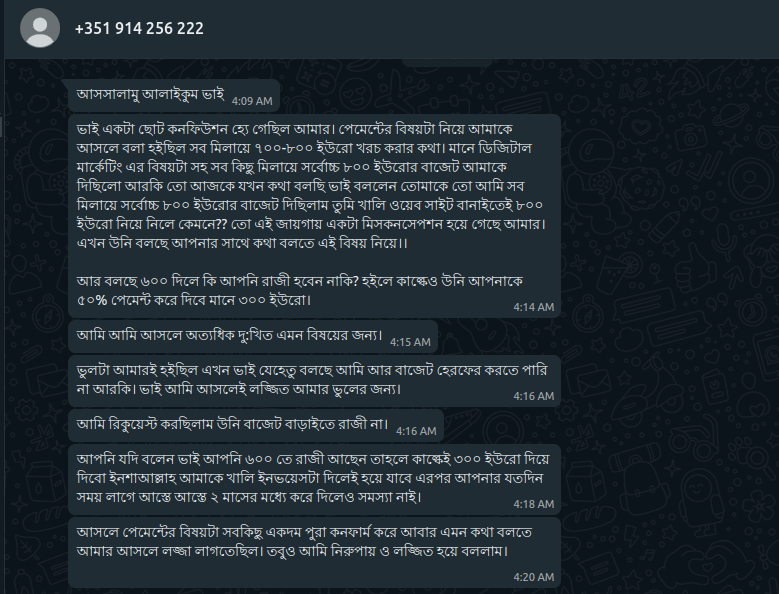 +351 914 256 222
আসসালামু আলাইকুম ভাই
4:09 AM
ভাই একটা ছোট কনফিউশন হ্যে গেছিল আমার। পেমেন্টের বিষয়টা নিয়ে আমাকে
আসলে বলা হইছিল সব মিলায়ে ৭০০-৮০০ ইউরো খরচ করার কথা। মানে ডিজিটাল
মার্কেটিং এর বিষয়টা সহ সব কিছু মিলায়ে সর্বোচ্চ ৮০০ ইউরোর বাজেট আমাকে
দিছিলো আরকি তো আজকে যখন কথা বলছি ভাই বললেন তোমাকে তো আমি সব
মিলায়ে সর্বোচ্চ ৮০০ ইউরোর বাজেট দিছিলাম তুমি খালি ওয়েব সাইট বানাইতেই ৮০০
ইউরো নিয়ে নিলে কেমনে?? তো এই জায়গায় একটা মিসকনসেপশন হয়ে গেছে আমার।
এখন উনি বলছে আপনার সাথে কথা বলতে এই বিষয় নিয়ে।।
আর বলছে ৬০০ দিলে কি আপনি রাজী হবেন নাকি? হইলে কাল্কেও উনি আপনাকে
৫০% পেমেন্ট করে দিবে মানে ৩০০ ইউরো।
4:14 AM
আমি আমি আসলে অত্যধিক দু:খিত এমন বিষয়ের জন্য।
4:15 AM
ভুলটা আমারই হইছিল এখন ভাই যেহেতু বলছে আমি আর বাজেট হেরফের করতে পারি
না আরকি। ভাই আমি আসলেই লজ্জিত আমার ভুলের জন্য।
4:16 AM
আমি রিকুয়েস্ট করছিলাম উনি বাজেট বাড়াইতে রাজী না।
4:16 AM
আপনি যদি বলেন ভাই আপনি ৬০০ তে রাজী আছেন তাহলে কাল্কেই ৩০০ ইউরো দিয়ে
দিবো ইনশাআল্লাহ আমাকে খালি ইনভয়েসটা দিলেই হয়ে যাবে এরপর আপনার যতদিন
সময় লাগে আস্তে আস্তে ২ মাসের মধ্যে করে দিলেও সমস্যা নাই।
4:18 AM
আসলে পেমেন্টের বিষয়টা সবকিছু একদম পুরা কনফার্ম করে আবার এমন কথা বলতে
আমার আসলে লজ্জা লাগতেছিল। তবুও আমি নিরুপায় ও লজ্জিত হয়ে বললাম।
4:20 AM